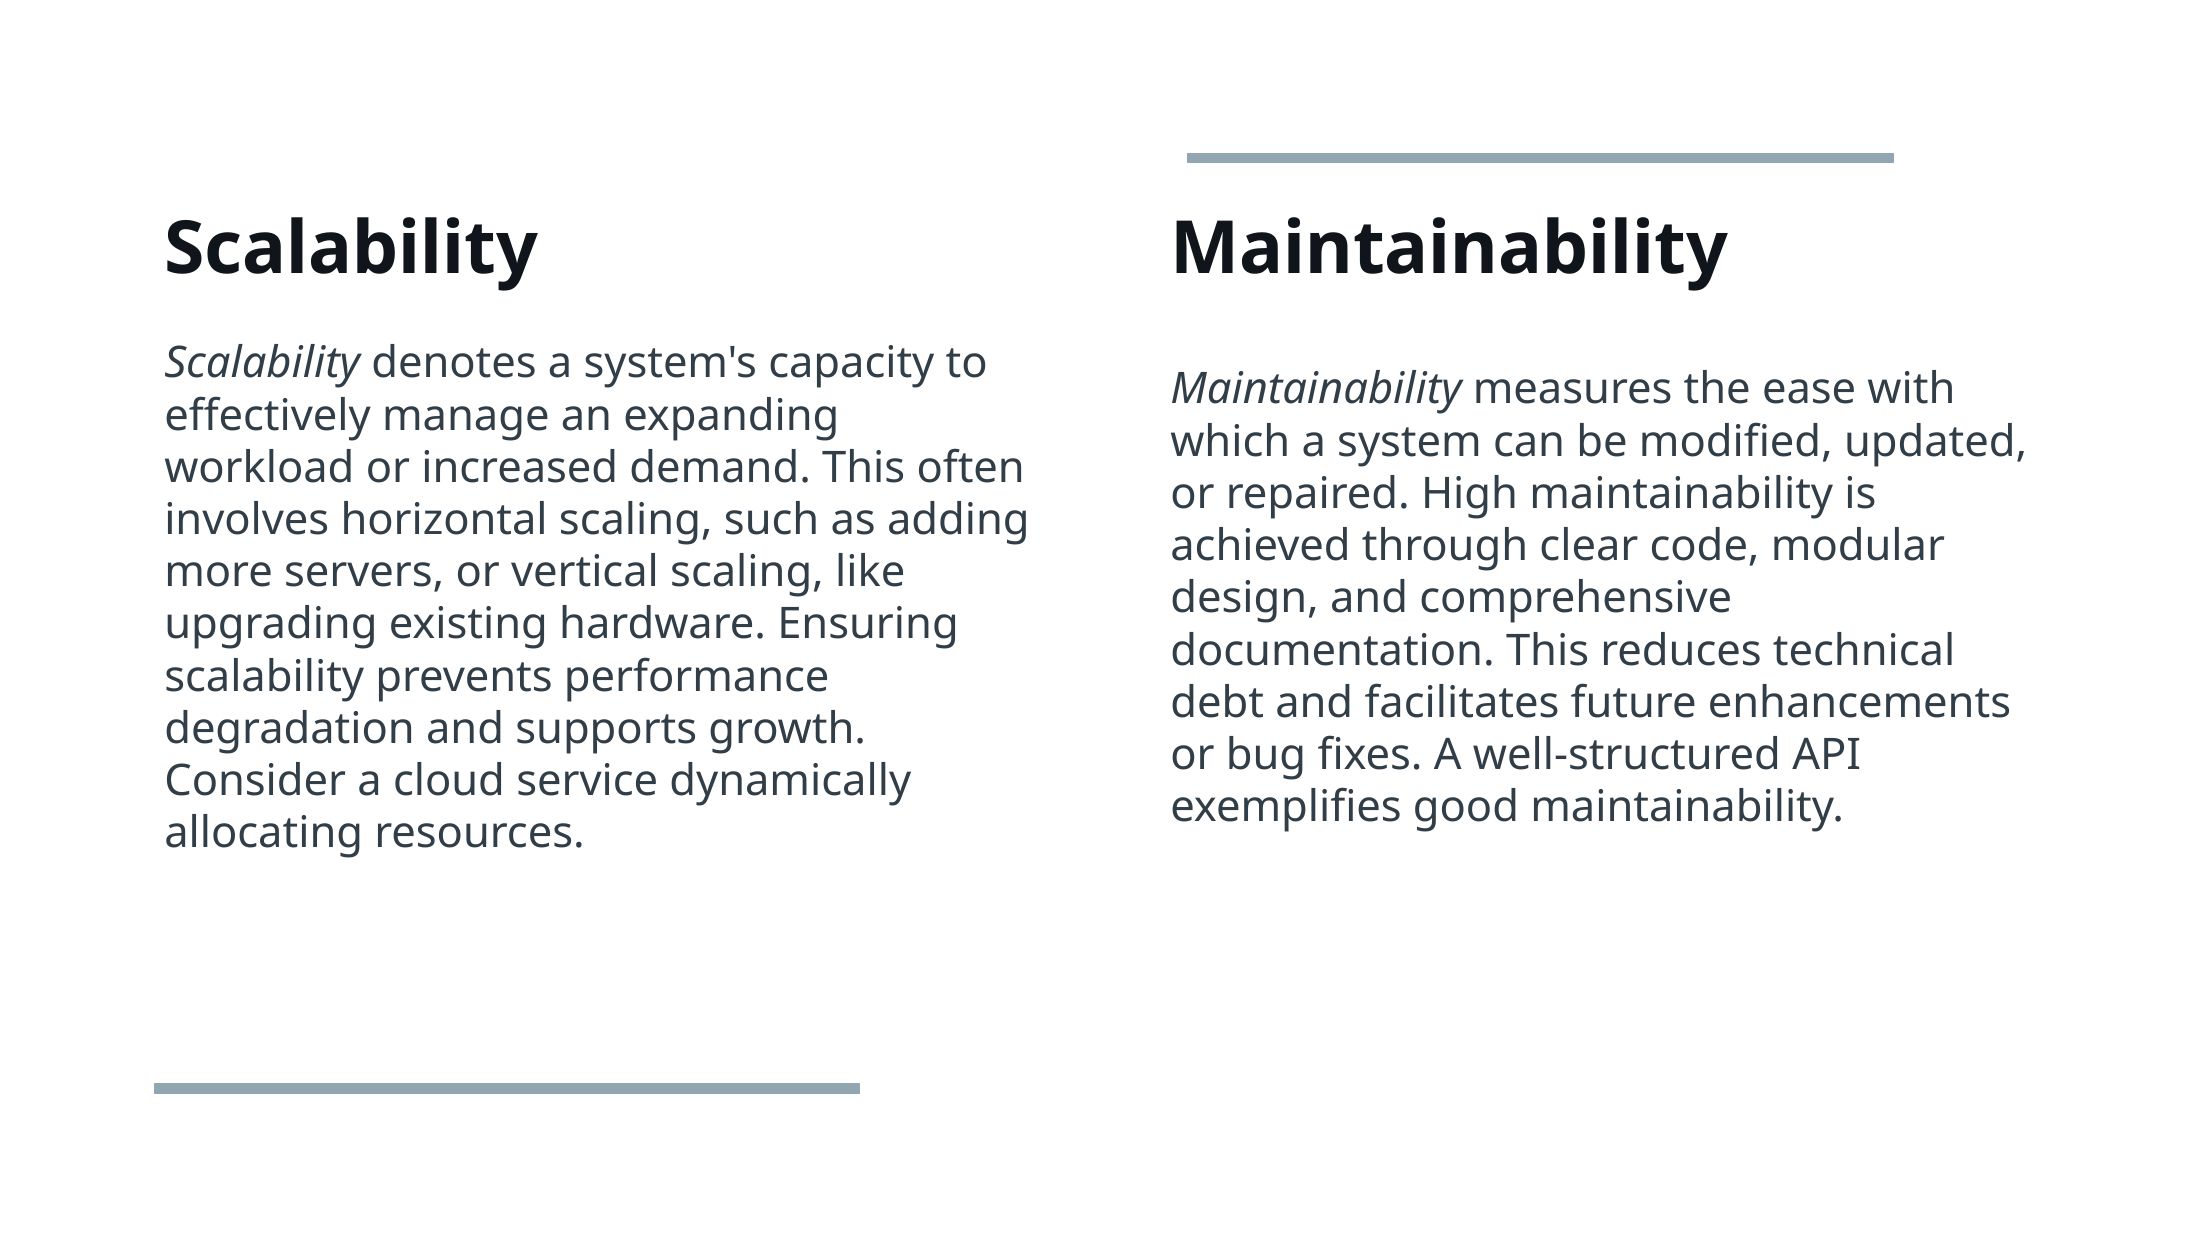 Scalability
Scalability denotes a system's capacity to
effectively manage an expanding
workload or increased demand. This often
involves horizontal scaling, such as adding
more servers, or vertical scaling, like
upgrading existing hardware. Ensuring
scalability prevents performance
degradation and supports growth.
Consider a cloud service dynamically
allocating resources.
Maintainability
Maintainability measures the ease with
which a system can be modified, updated,
or repaired. High maintainability is
achieved through clear code, modular
design, and comprehensive
documentation. This reduces technical
debt and facilitates future enhancements
or bug fixes. A well-structured API
exemplifies good maintainability.